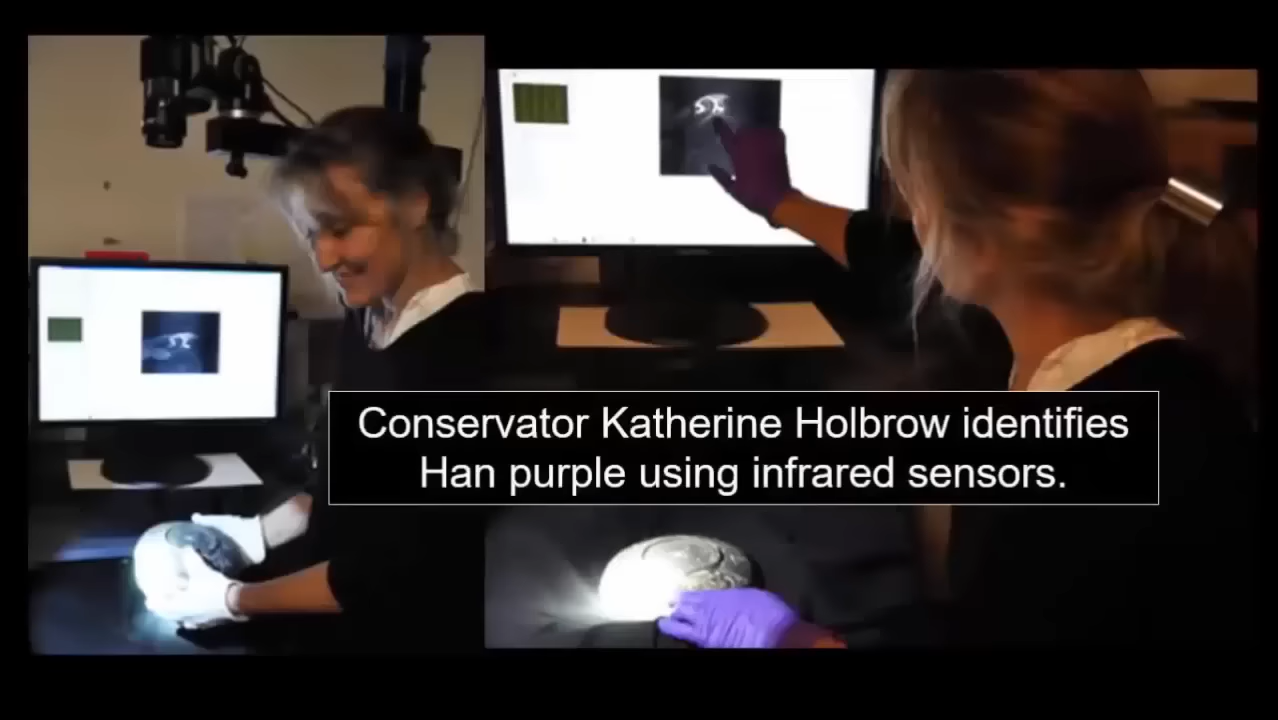 Conservator Katherine Holbrow identifies
Han purple using infrared sensors.